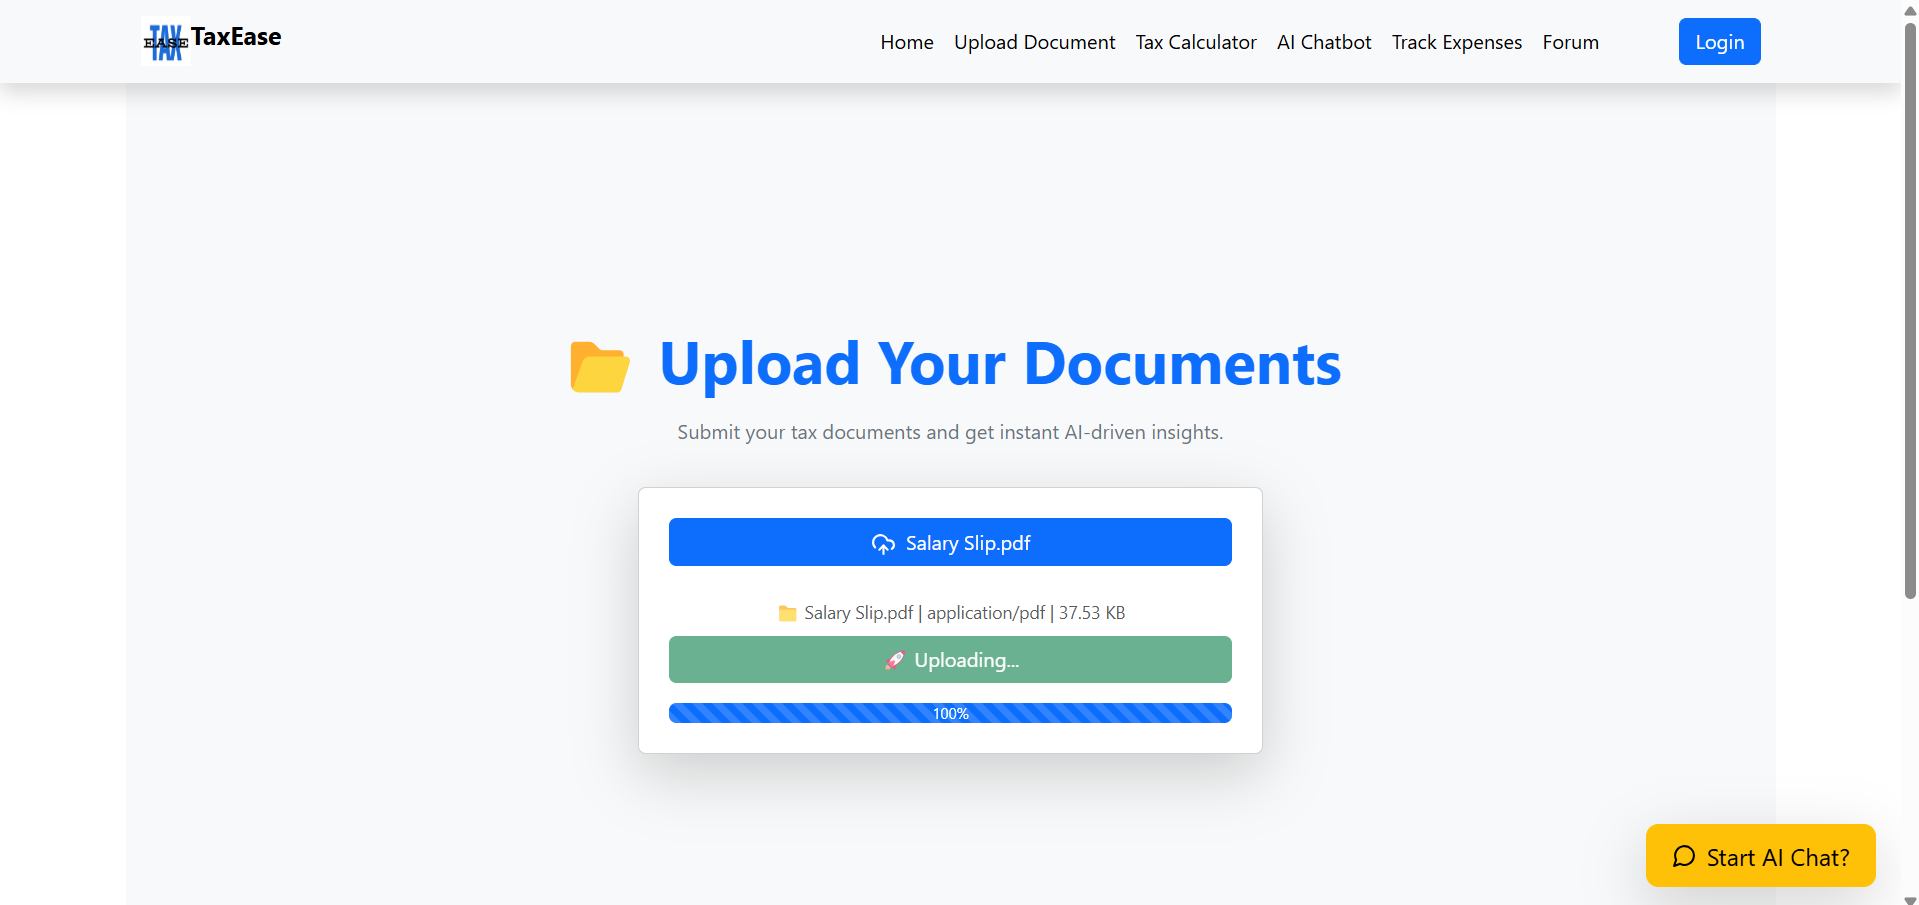 TAX
EASE
TaxEase
Home Upload Document Tax Calculator AI Chatbot Track Expenses Forum Login
Upload Your Documents
Submit your tax documents and get instant AI-driven insights.
Salary Slip.pdf
Salary Slip.pdf | application/pdf | 37.53 KB
Uploading...
100%
Start AI Chat?